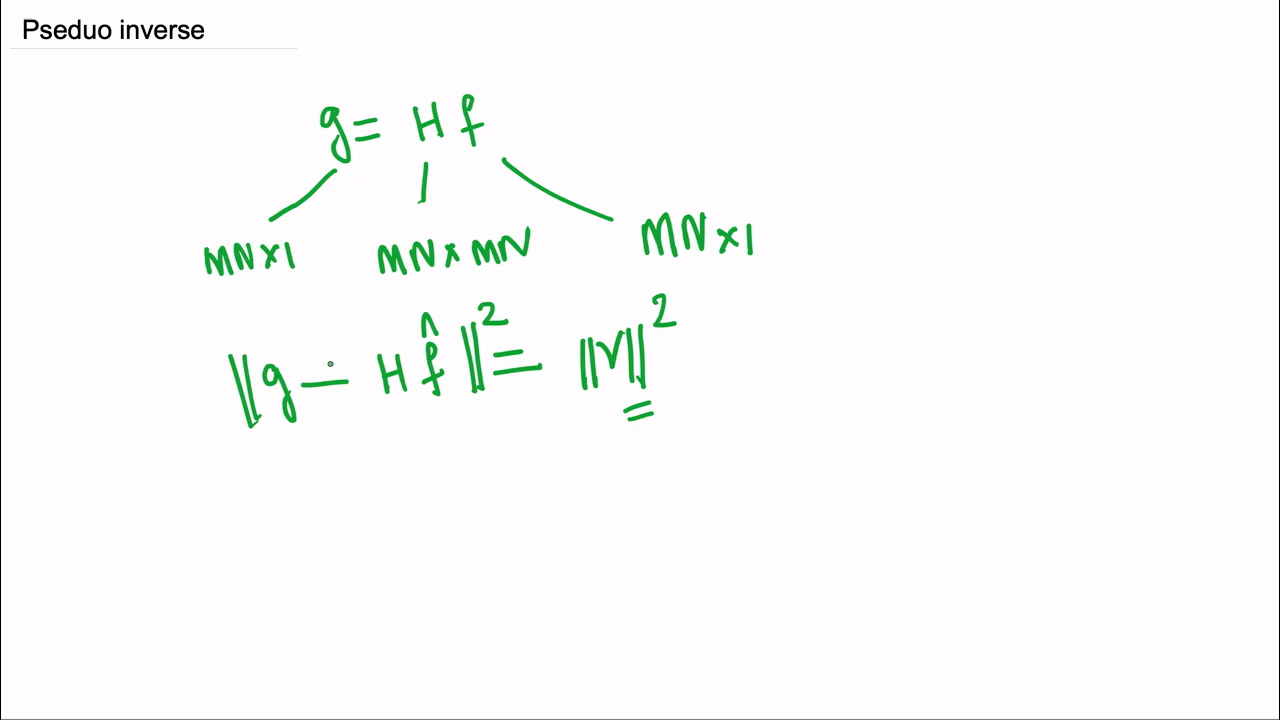 Pseduo inverse
g = H f
MN×1 MN×MN MN×1
||g - H f̂||² = ||r||²